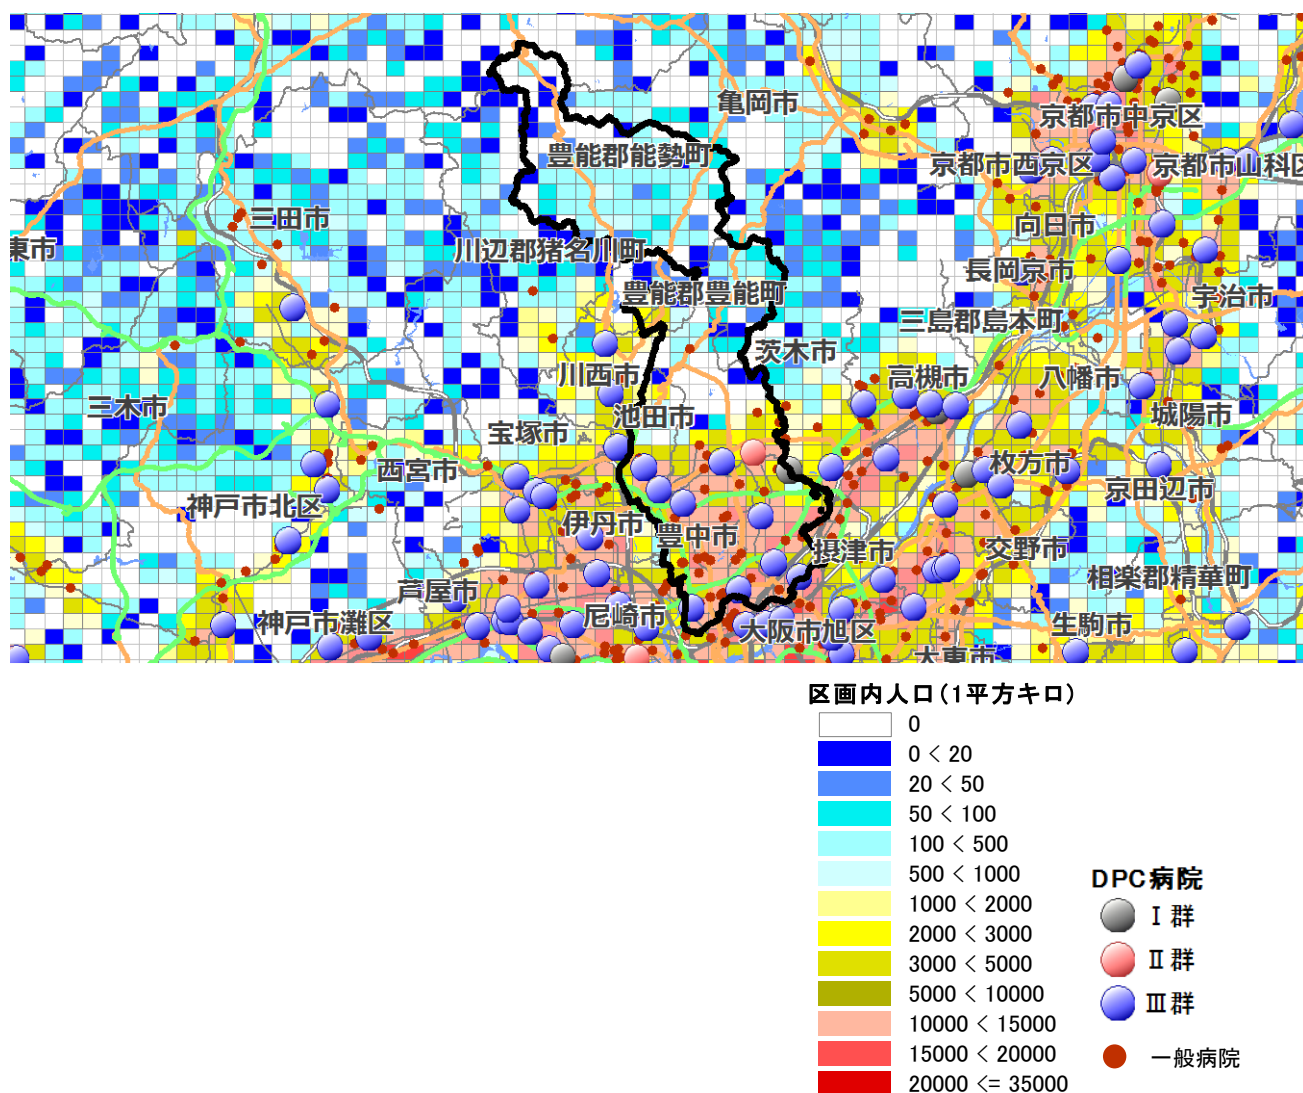 亀岡市
京都市中京区
豊能郡能勢町
京都市西京区
京都市山科区
三田市
向日市
東市
川辺郡猪名川町
長岡京市
豊能郡豊能町
宇治市
三島郡島本町
茨木市
川西市
高槻市
八幡市
三木市
池田市
城陽市
宝塚市
西宮市
枚方市
京田辺市
神戸市北区
伊丹市
豊中市
摂津市
交野市
芦屋市
相楽郡精華町
神戸市灘区
尼崎市
大阪市旭区
生駒市
大東市
区画内人口(1平方キロ)
0
0 < 20
20 < 50
50 < 100
100 < 500
500 < 1000
1000 < 2000
2000 < 3000
3000 < 5000
5000 < 10000
10000 < 15000
15000 < 20000
20000 <= 35000
DPC病院
Ⅰ群
Ⅱ群
Ⅲ群
一般病院